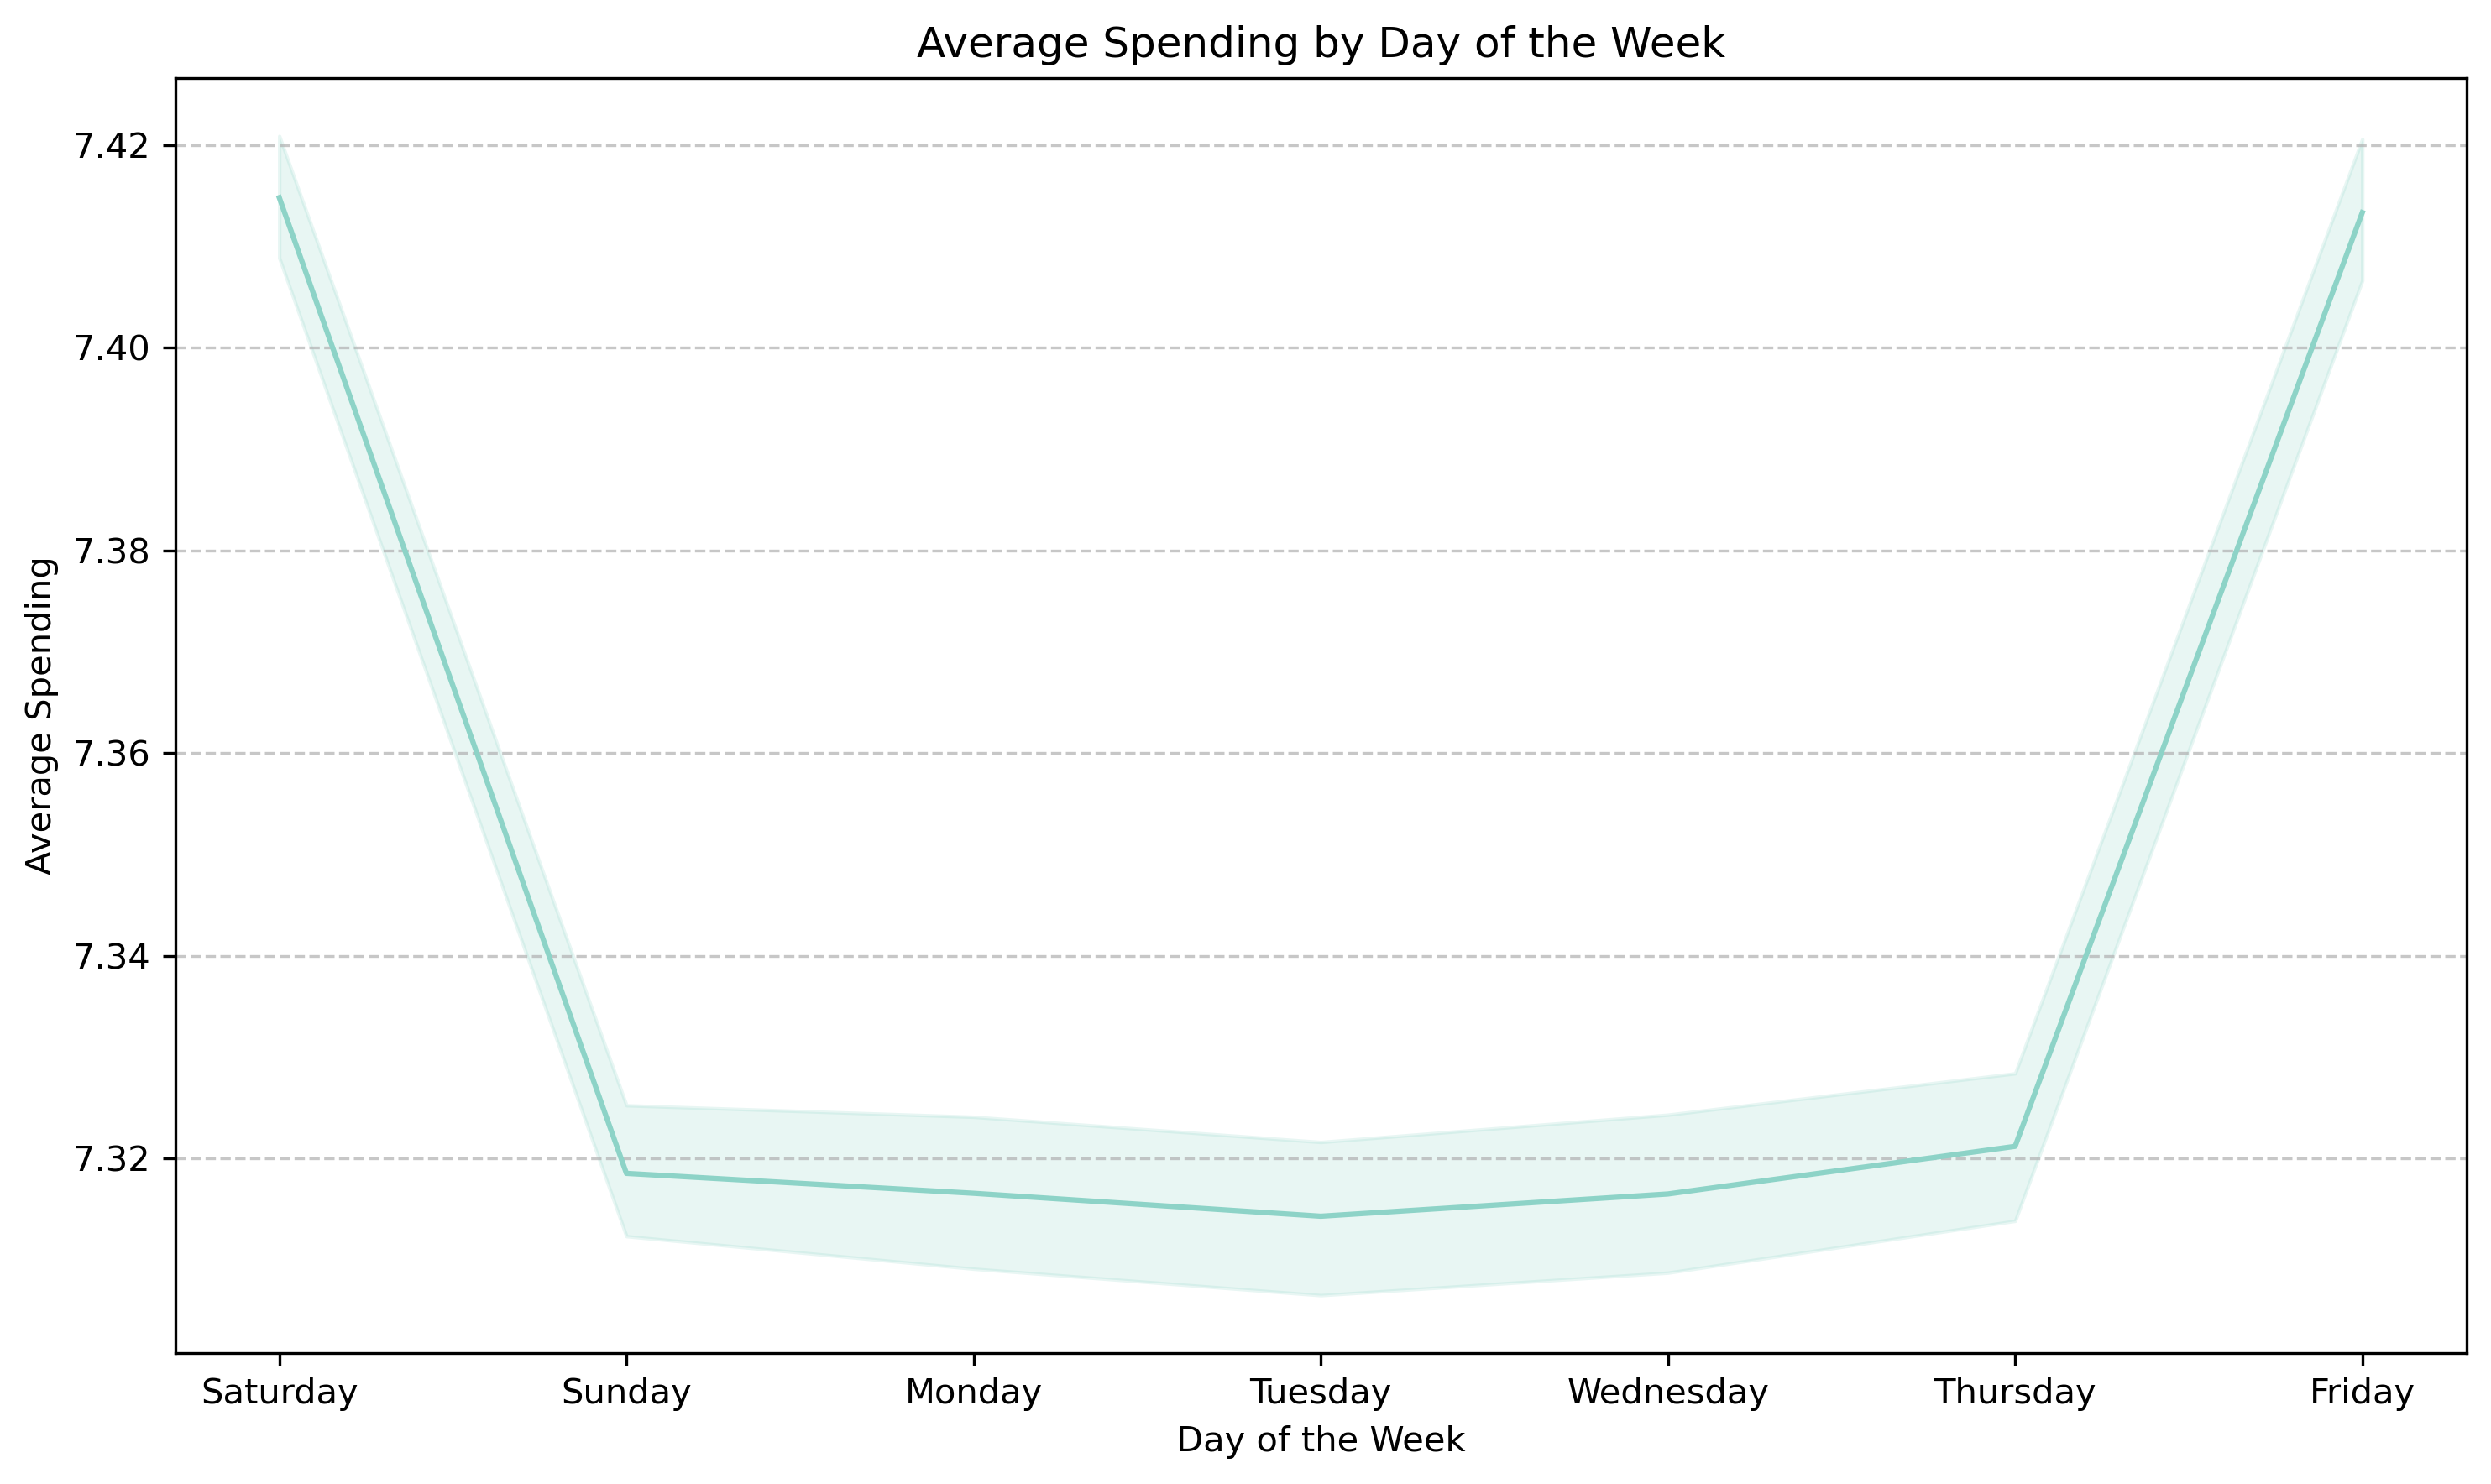 Average Spending by Day of the Week
Average Spending
7.42
7.40
7.38
7.36
7.34
7.32
Saturday Sunday Monday Tuesday Wednesday Thursday Friday
Day of the Week